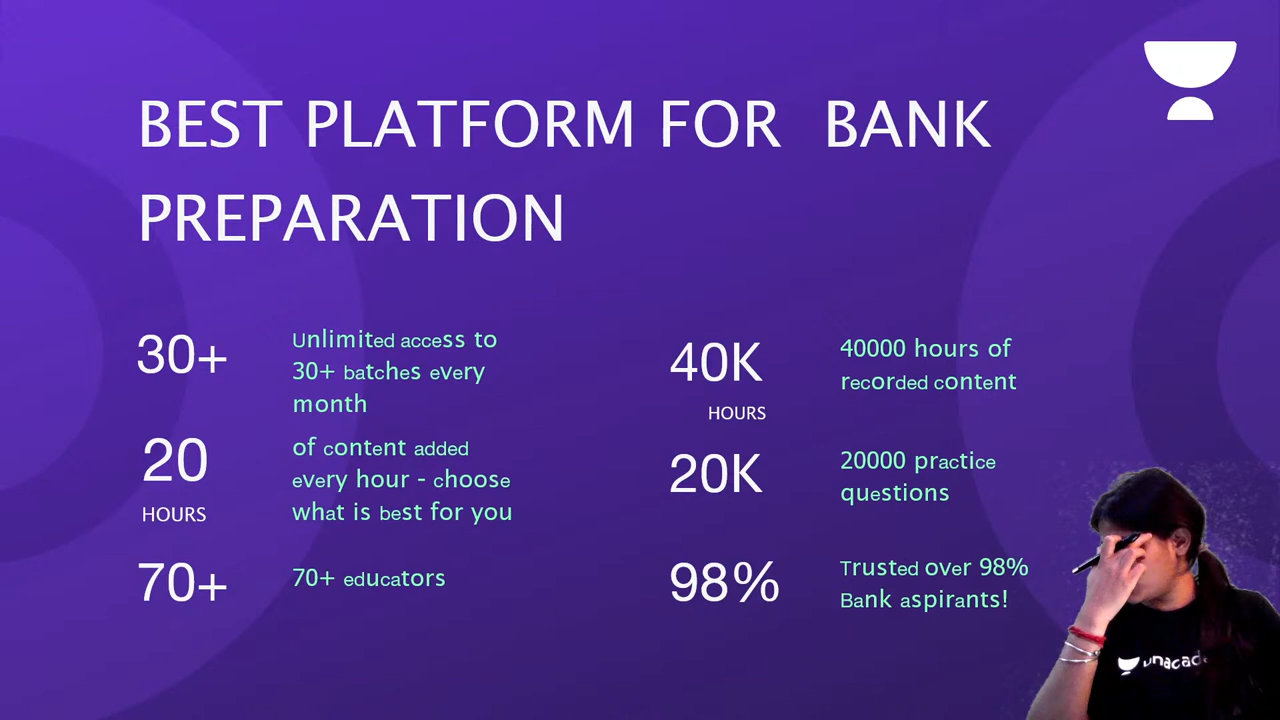 BEST PLATFORM FOR BANK
PREPARATION
30+
Unlimited access to
30+ batches every
month
20
HOURS
of content added
every hour - choose
what is best for you
70+
70+ educators
40K
HOURS
40000 hours of
recorded content
20K
20000 practice
questions
98%
Trusted over 98%
Bank aspirants!
unacade